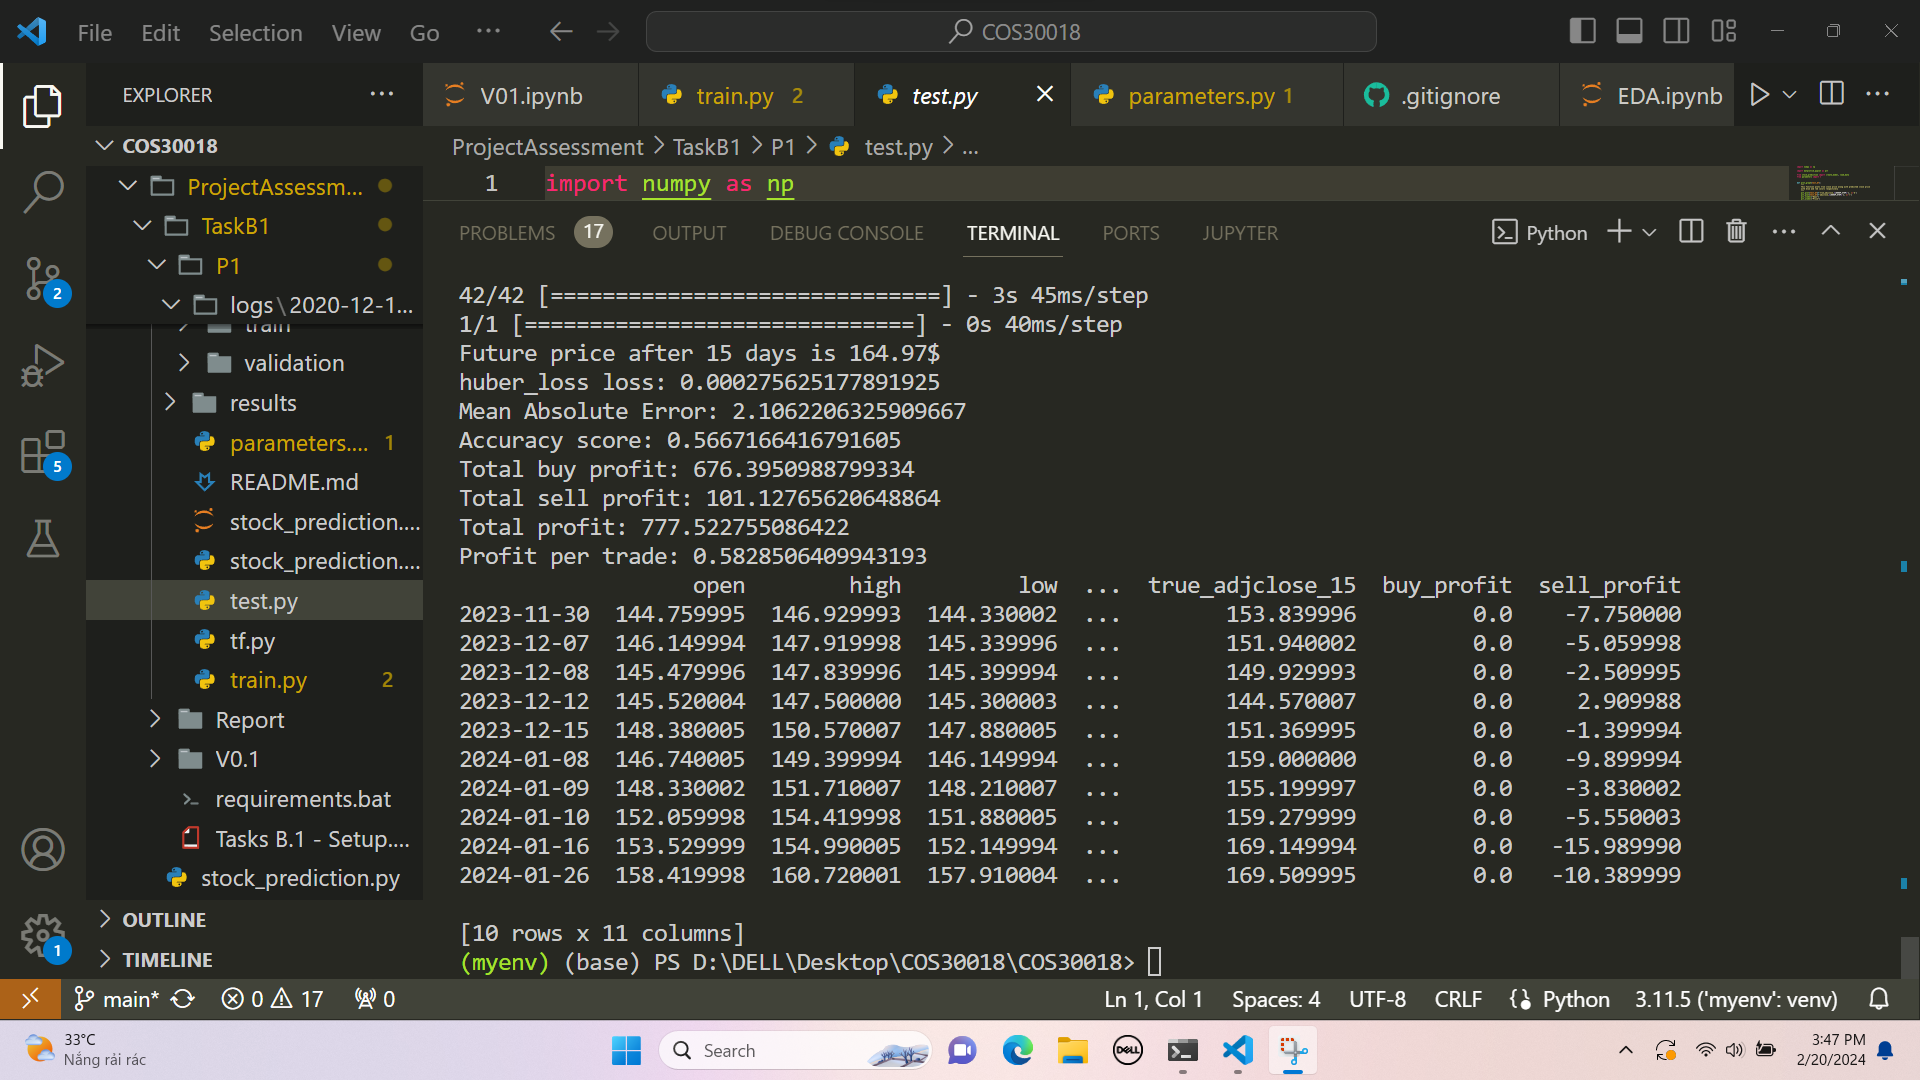 File Edit Selection View Go ··· COS30018
EXPLORER ···
V01.ipynb train.py 2 test.py parameters.py 1 .gitignore EDA.ipynb ···
COS30018
ProjectAssessm...
TaskB1
P1
logs\2020-12-1...
train
validation
results
parameters.... 1
README.md
stock_prediction....
stock_prediction....
test.py
tf.py
train.py 2
Report
V0.1
requirements.bat
Tasks B.1 - Setup....
stock_prediction.py
OUTLINE
TIMELINE
2
5
1
ProjectAssessment > TaskB1 > P1 > test.py > ...
1 import numpy as np
PROBLEMS 17 OUTPUT DEBUG CONSOLE TERMINAL PORTS JUPYTER Python ···
42/42 [==============================] - 3s 45ms/step
1/1 [==============================] - 0s 40ms/step
Future price after 15 days is 164.97$
huber_loss loss: 0.000275625177891925
Mean Absolute Error: 2.1062206325909667
Accuracy score: 0.5667166416791605
Total buy profit: 676.3950988799334
Total sell profit: 101.12765620648864
Total profit: 777.522755086422
Profit per trade: 0.5828506409943193
open high low ... true_adjclose_15 buy_profit sell_profit
2023-11-30 144.759995 146.929993 144.330002 ... 153.839996 0.0 -7.750000
2023-12-07 146.149994 147.919998 145.339996 ... 151.940002 0.0 -5.059998
2023-12-08 145.479996 147.839996 145.399994 ... 149.929993 0.0 -2.509995
2023-12-12 145.520004 147.500000 145.300003 ... 144.570007 0.0 2.909988
2023-12-15 148.380005 150.570007 147.880005 ... 151.369995 0.0 -1.399994
2024-01-08 146.740005 149.399994 146.149994 ... 159.000000 0.0 -9.899994
2024-01-09 148.330002 151.710007 148.210007 ... 155.199997 0.0 -3.830002
2024-01-10 152.059998 154.419998 151.880005 ... 159.279999 0.0 -5.550003
2024-01-16 153.529999 154.990005 152.149994 ... 169.149994 0.0 -15.989990
2024-01-26 158.419998 160.720001 157.910004 ... 169.509995 0.0 -10.389999
[10 rows x 11 columns]
(myenv) (base) PS D:\DELL\Desktop\COS30018\COS30018>
main* 0 17 0 Ln 1, Col 1 Spaces: 4 UTF-8 CRLF Python 3.11.5 ('myenv': venv)
33°C
Nắng rải rác
Search
DELL
3:47 PM
2/20/2024